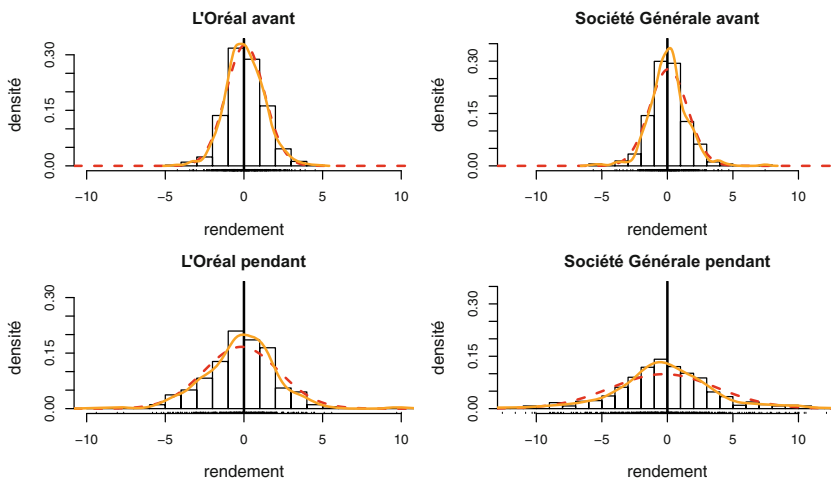 L'Oréal avant
densité
0.00 0.15 0.30
−10 −5 0 5 10
rendement
Société Générale avant
densité
0.00 0.15 0.30
−10 −5 0 5 10
rendement
L'Oréal pendant
densité
0.00 0.15 0.30
−10 −5 0 5 10
rendement
Société Générale pendant
densité
0.00 0.15 0.30
−10 −5 0 5 10
rendement